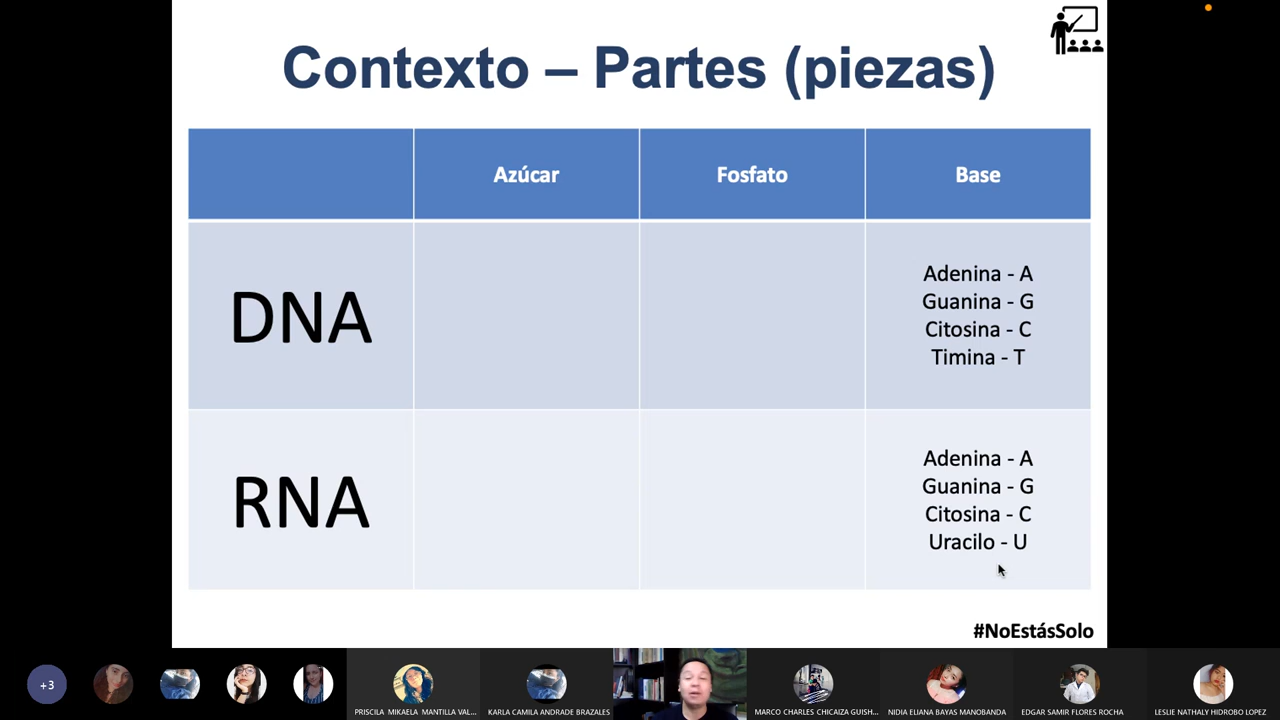 Contexto – Partes (piezas)
Azúcar
Fosfato
Base
DNA
Adenina - A
Guanina - G
Citosina - C
Timina - T
RNA
Adenina - A
Guanina - G
Citosina - C
Uracilo - U
#NoEstásSolo
+3
PRISCILA MIKAELA MANTILLA VAL...
KARLA CAMILA ANDRADE BRAZALES
MARCO CHARLES CHICAIZA GUISH...
NIDIA ELIANA BAYAS MANOBANDA
EDGAR SAMIR FLORES ROCHA
LESLIE NATHALY HIDROBO LOPEZ